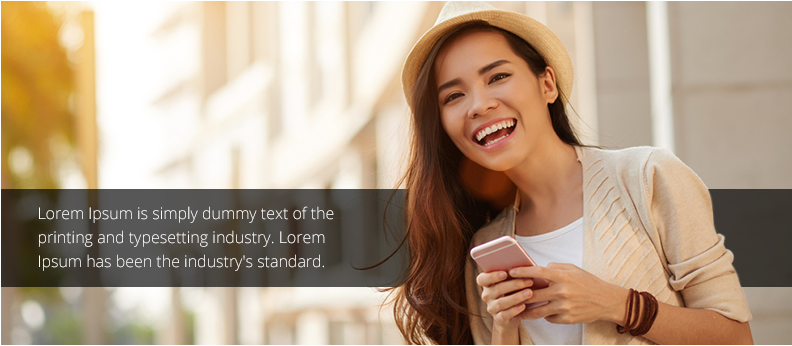 Lorem Ipsum is simply dummy text of the
printing and typesetting industry. Lorem
Ipsum has been the industry's standard.